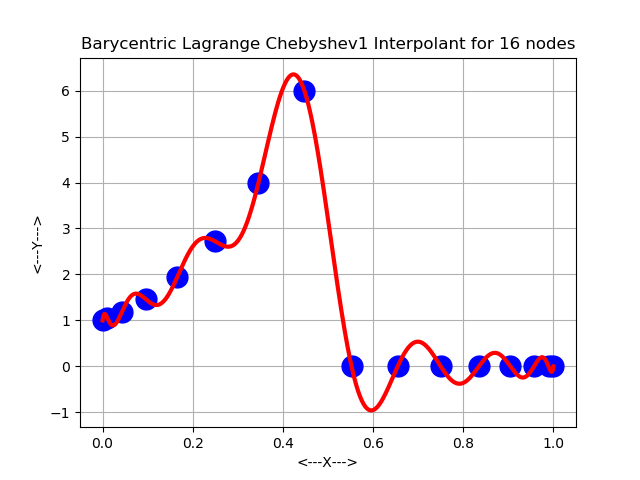 Barycentric Lagrange Chebyshev1 Interpolant for 16 nodes
6
5
4
3
2
1
0
−1
<---Y--->
0.0 0.2 0.4 0.6 0.8 1.0
<---X--->